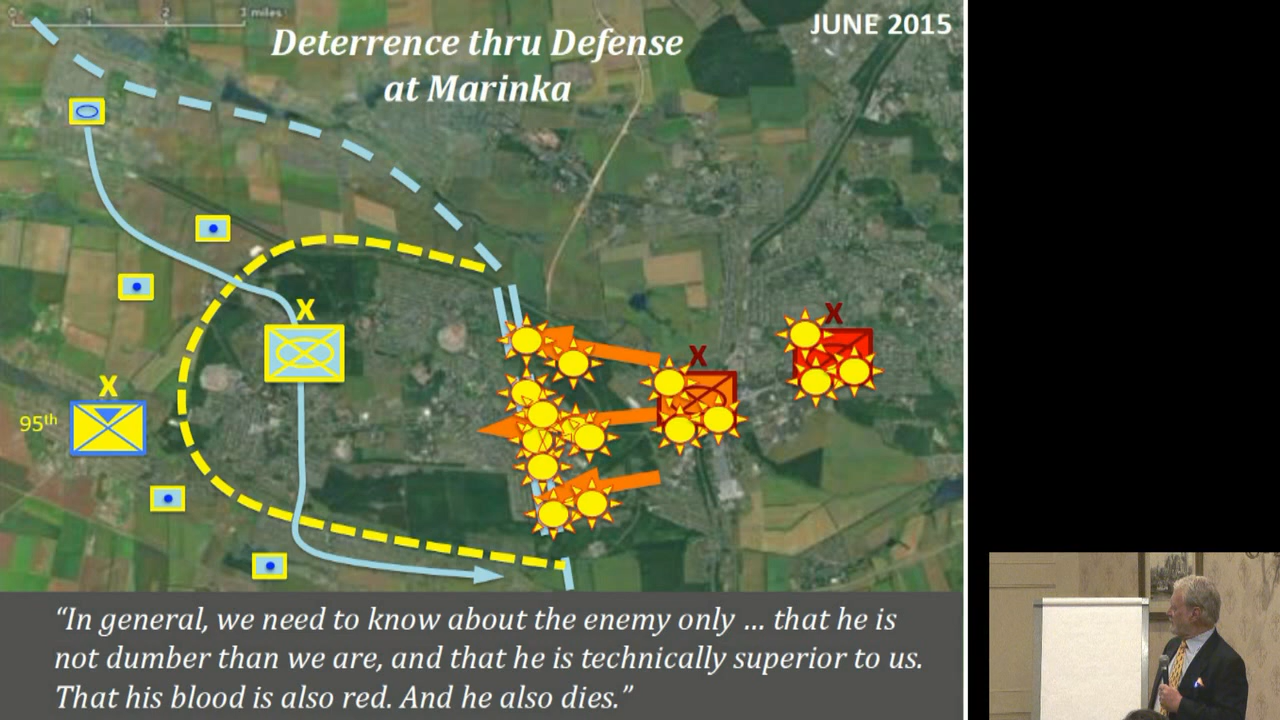 0 1 2 3 miles
JUNE 2015
Deterrence thru Defense
at Marinka
X
X
X
X
95th
“In general, we need to know about the enemy only ... that he is
not dumber than we are, and that he is technically superior to us.
That his blood is also red. And he also dies.”